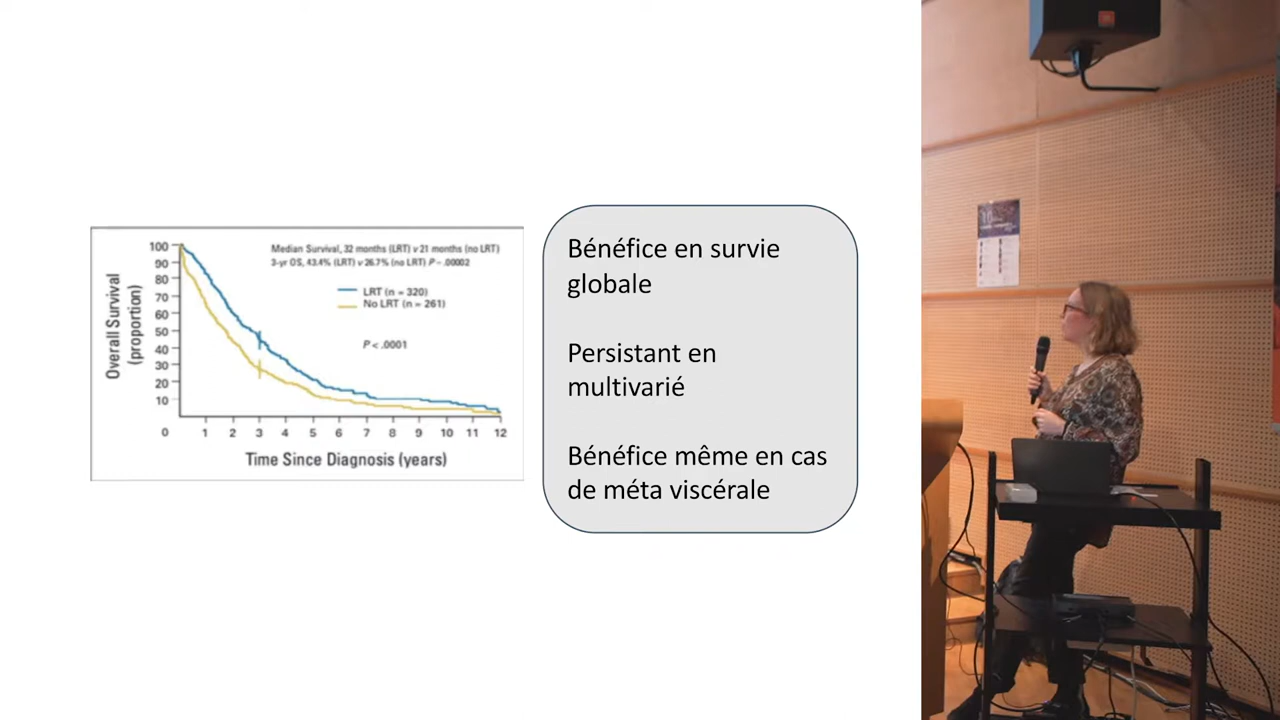 Median Survival, 32 months (LRT) v 21 months (no LRT)
3-yr OS, 43.4% (LRT) v 26.7% (no LRT) P = .00002
LRT (n = 320)
No LRT (n = 261)
P < .0001
Overall Survival
(proportion)
100
90
80
70
60
50
40
30
20
10
0 1 2 3 4 5 6 7 8 9 10 11 12
Time Since Diagnosis (years)
Bénéfice en survie
globale
Persistant en
multivarié
Bénéfice même en cas
de méta viscérale